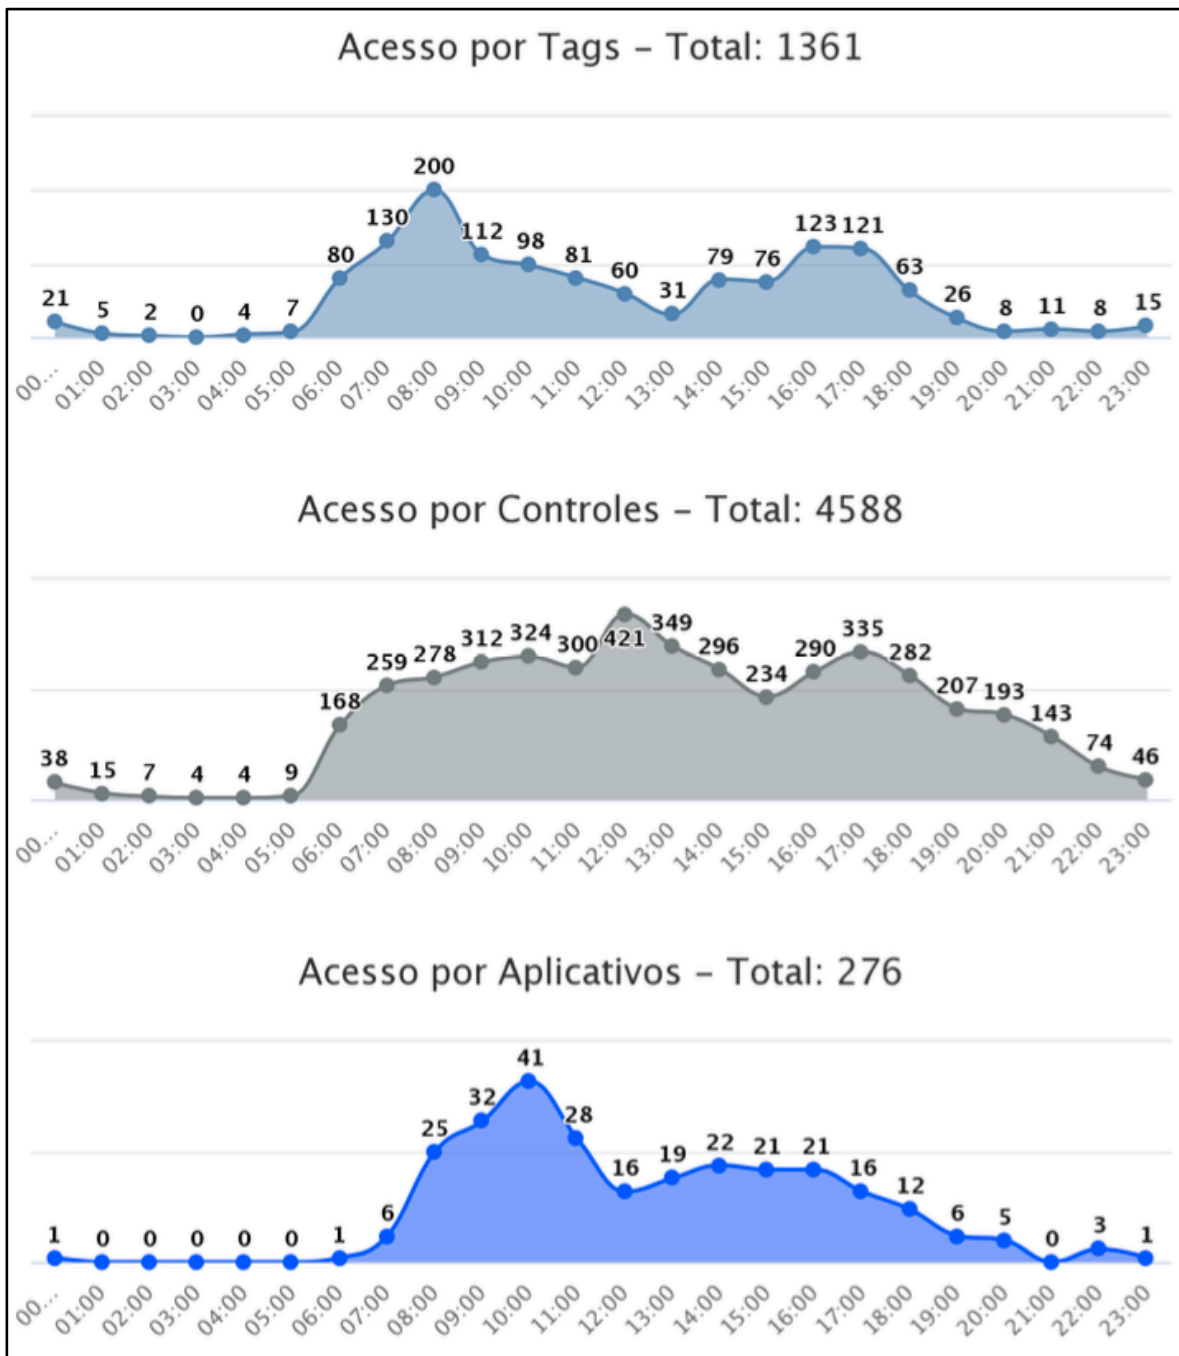 Acesso por Tags – Total: 1361
21 5 2 0 4 7 80 130 200 112 98 81 60 31 79 76 123 121 63 26 8 11 8 15
00... 01:00 02:00 03:00 04:00 05:00 06:00 07:00 08:00 09:00 10:00 11:00 12:00 13:00 14:00 15:00 16:00 17:00 18:00 19:00 20:00 21:00 22:00 23:00
Acesso por Controles – Total: 4588
38 15 7 4 4 9 168 259 278 312 324 300 421 349 296 234 290 335 282 207 193 143 74 46
00... 01:00 02:00 03:00 04:00 05:00 06:00 07:00 08:00 09:00 10:00 11:00 12:00 13:00 14:00 15:00 16:00 17:00 18:00 19:00 20:00 21:00 22:00 23:00
Acesso por Aplicativos – Total: 276
1 0 0 0 0 0 1 6 25 32 41 28 16 19 22 21 21 16 12 6 5 0 3 1
00... 01:00 02:00 03:00 04:00 05:00 06:00 07:00 08:00 09:00 10:00 11:00 12:00 13:00 14:00 15:00 16:00 17:00 18:00 19:00 20:00 21:00 22:00 23:00